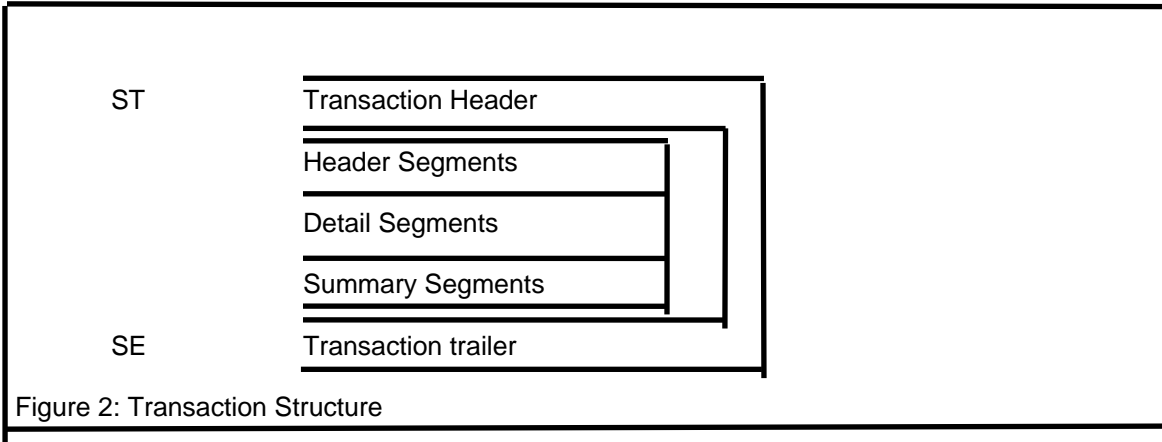 ST Transaction Header
Header Segments
Detail Segments
Summary Segments
SE Transaction trailer
Figure 2: Transaction Structure